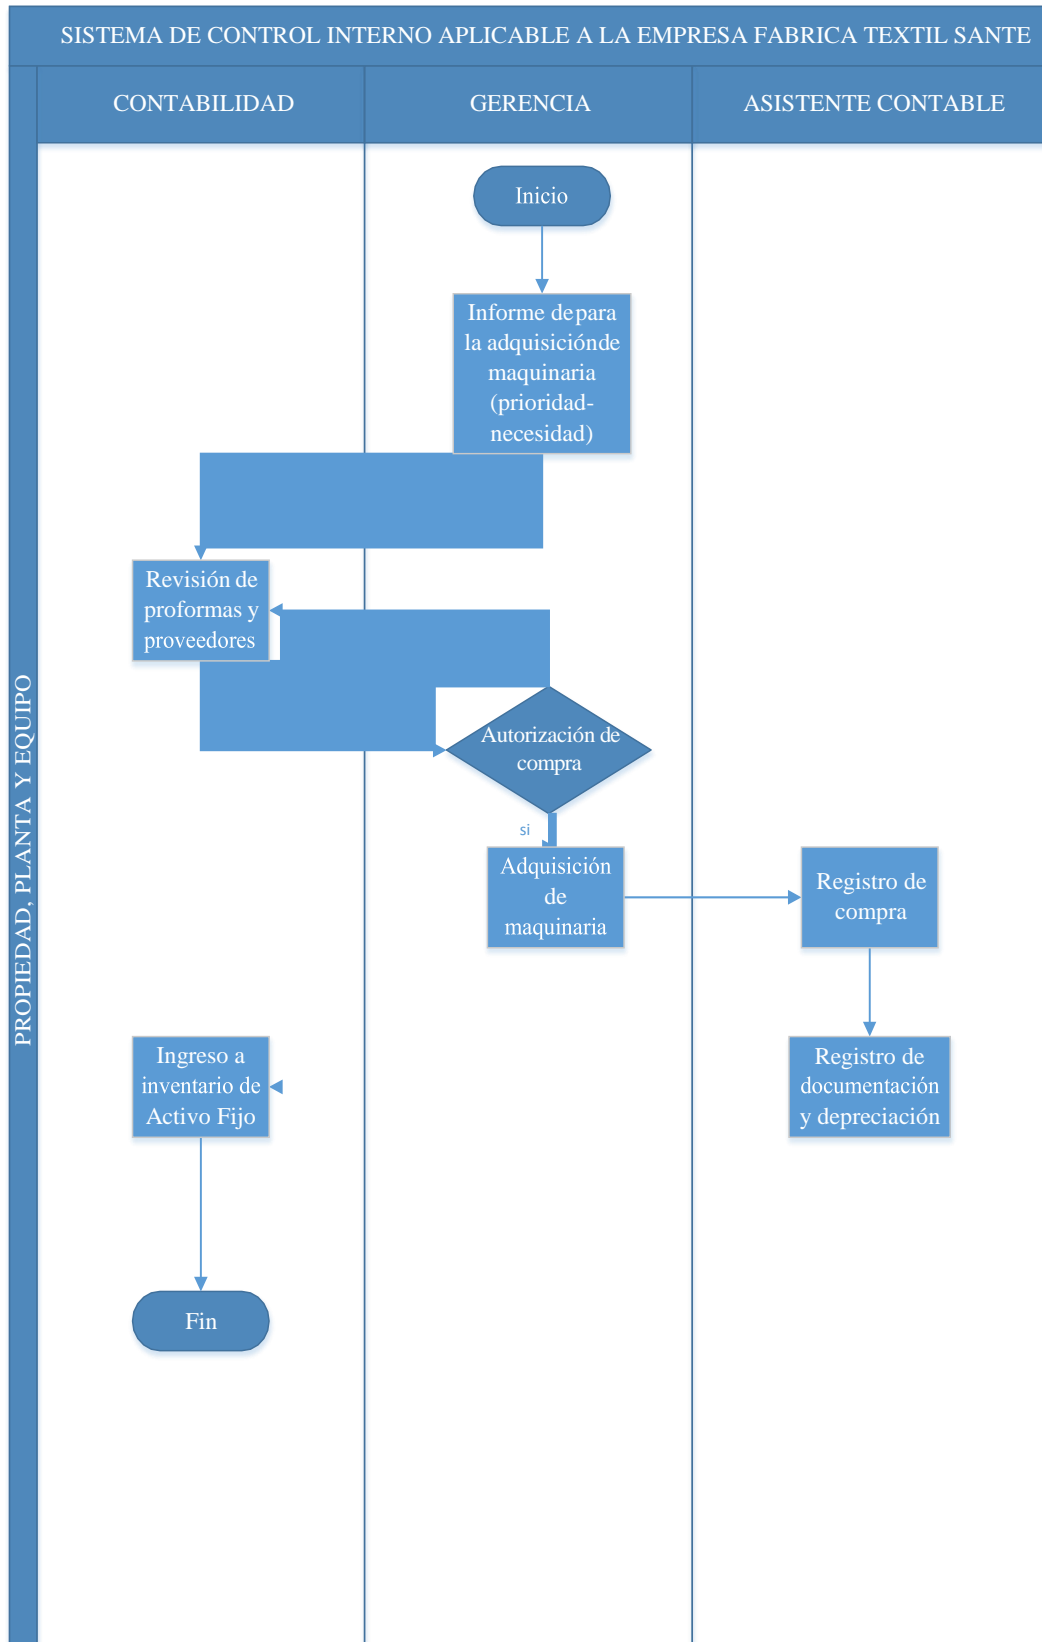 SISTEMA DE CONTROL INTERNO APLICABLE A LA EMPRESA FABRICA TEXTIL SANTE
CONTABILIDAD
GERENCIA
ASISTENTE CONTABLE
PROPIEDAD, PLANTA Y EQUIPO
Inicio
Informe depara
la adquisiciónde
maquinaria
(prioridad-
necesidad)
Revisión de
proformas y
proveedores
Autorización de
compra
si
Adquisición
de
maquinaria
Registro de
compra
Registro de
documentación
y depreciación
Ingreso a
inventario de
Activo Fijo
Fin